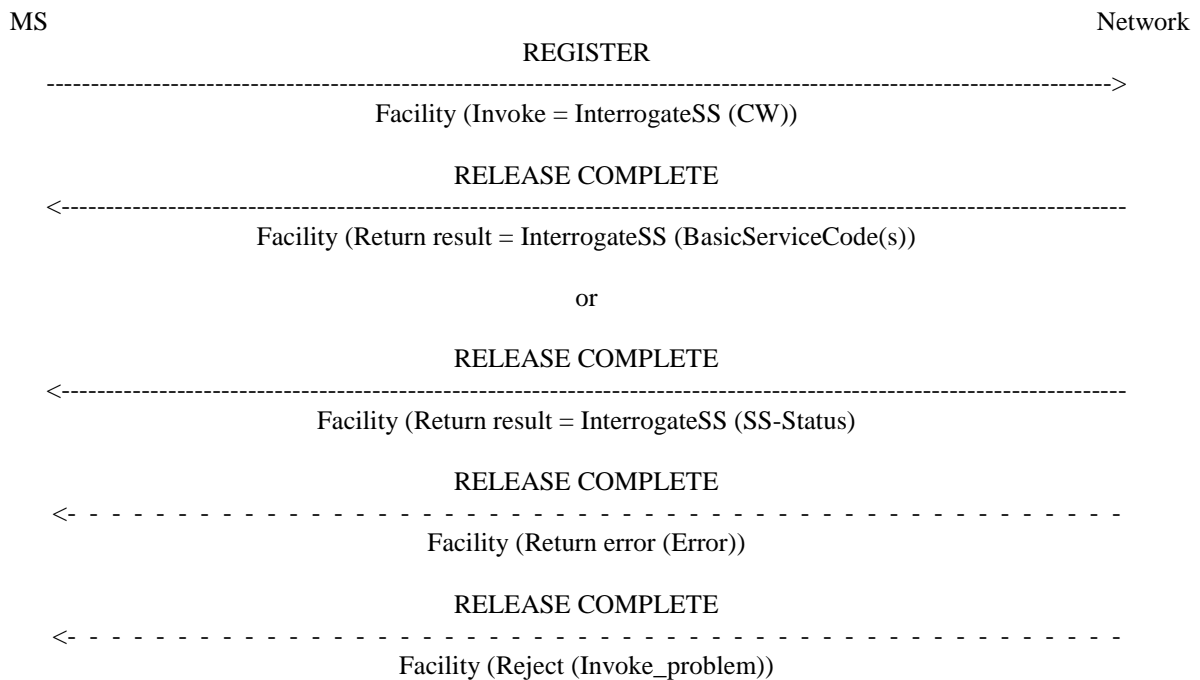 MS Network
REGISTER
Facility (Invoke = InterrogateSS (CW))
RELEASE COMPLETE
Facility (Return result = InterrogateSS (BasicServiceCode(s))
or
RELEASE COMPLETE
Facility (Return result = InterrogateSS (SS-Status)
RELEASE COMPLETE
Facility (Return error (Error))
RELEASE COMPLETE
Facility (Reject (Invoke_problem))